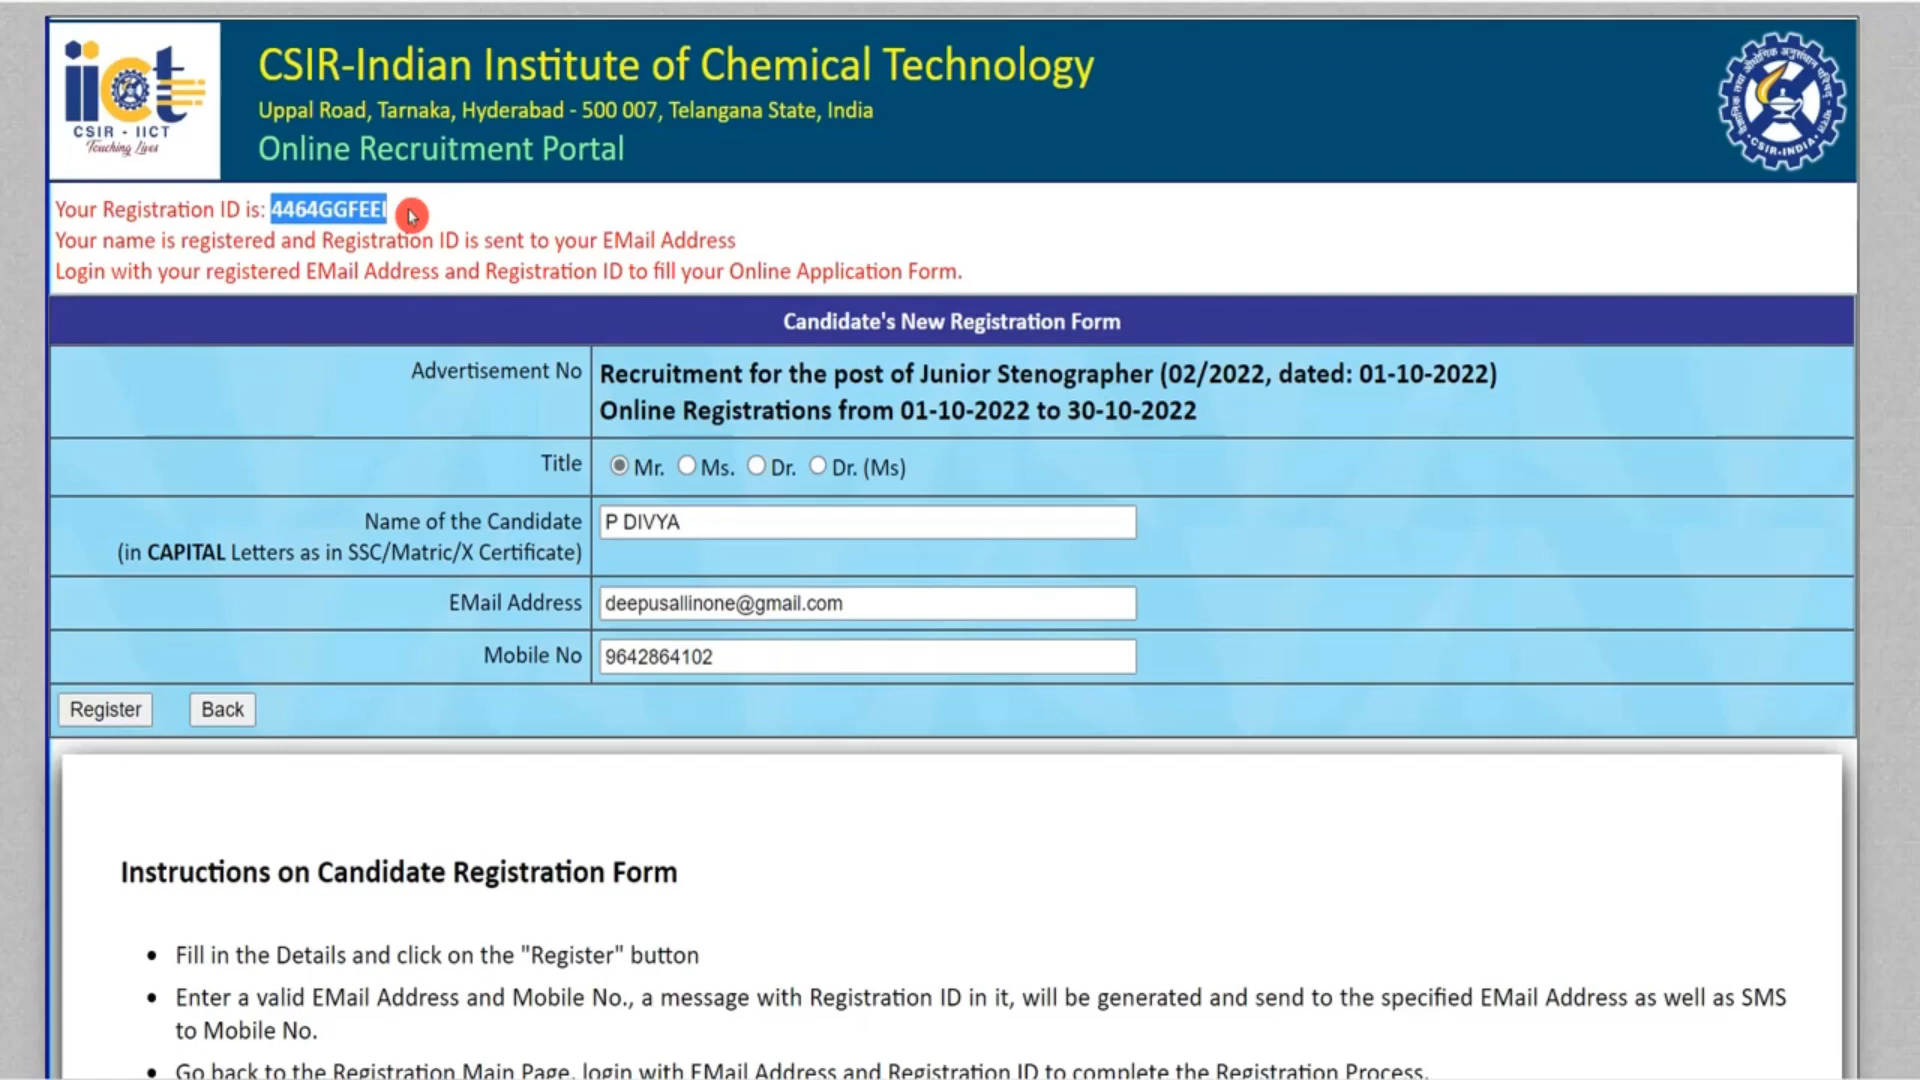 iict
CSIR - IICT
Touching Lives
CSIR-Indian Institute of Chemical Technology
Uppal Road, Tarnaka, Hyderabad - 500 007, Telangana State, India
Online Recruitment Portal
CSIR-INDIA
Your Registration ID is: 4464GGFEEI
Your name is registered and Registration ID is sent to your EMail Address
Login with your registered EMail Address and Registration ID to fill your Online Application Form.
Candidate's New Registration Form
Advertisement No
Recruitment for the post of Junior Stenographer (02/2022, dated: 01-10-2022)
Online Registrations from 01-10-2022 to 30-10-2022
Title
Mr. Ms. Dr. Dr. (Ms)
Name of the Candidate
(in CAPITAL Letters as in SSC/Matric/X Certificate)
P DIVYA
EMail Address
deepusallinone@gmail.com
Mobile No
9642864102
Register Back
Instructions on Candidate Registration Form
• Fill in the Details and click on the "Register" button
• Enter a valid EMail Address and Mobile No., a message with Registration ID in it, will be generated and send to the specified EMail Address as well as SMS
to Mobile No.
• Go back to the Registration Main Page, login with EMail Address and Registration ID to complete the Registration Process.